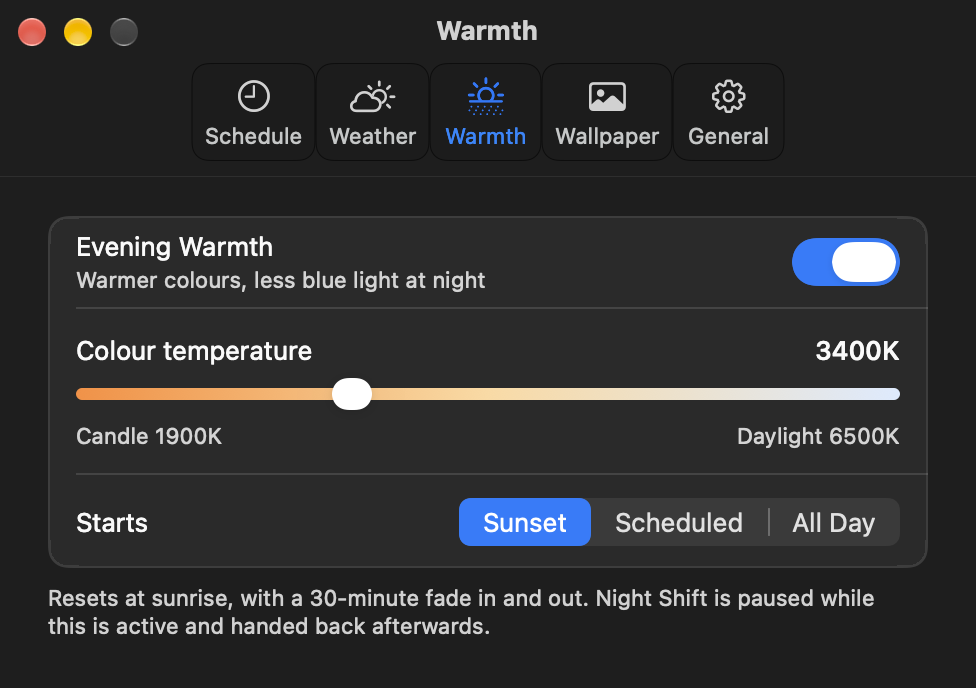 Warmth
Schedule
Weather
Warmth
Wallpaper
General
Evening Warmth
Warmer colours, less blue light at night
Colour temperature
3400K
Candle 1900K
Daylight 6500K
Starts
Sunset
Scheduled
All Day
Resets at sunrise, with a 30-minute fade in and out. Night Shift is paused while
this is active and handed back afterwards.